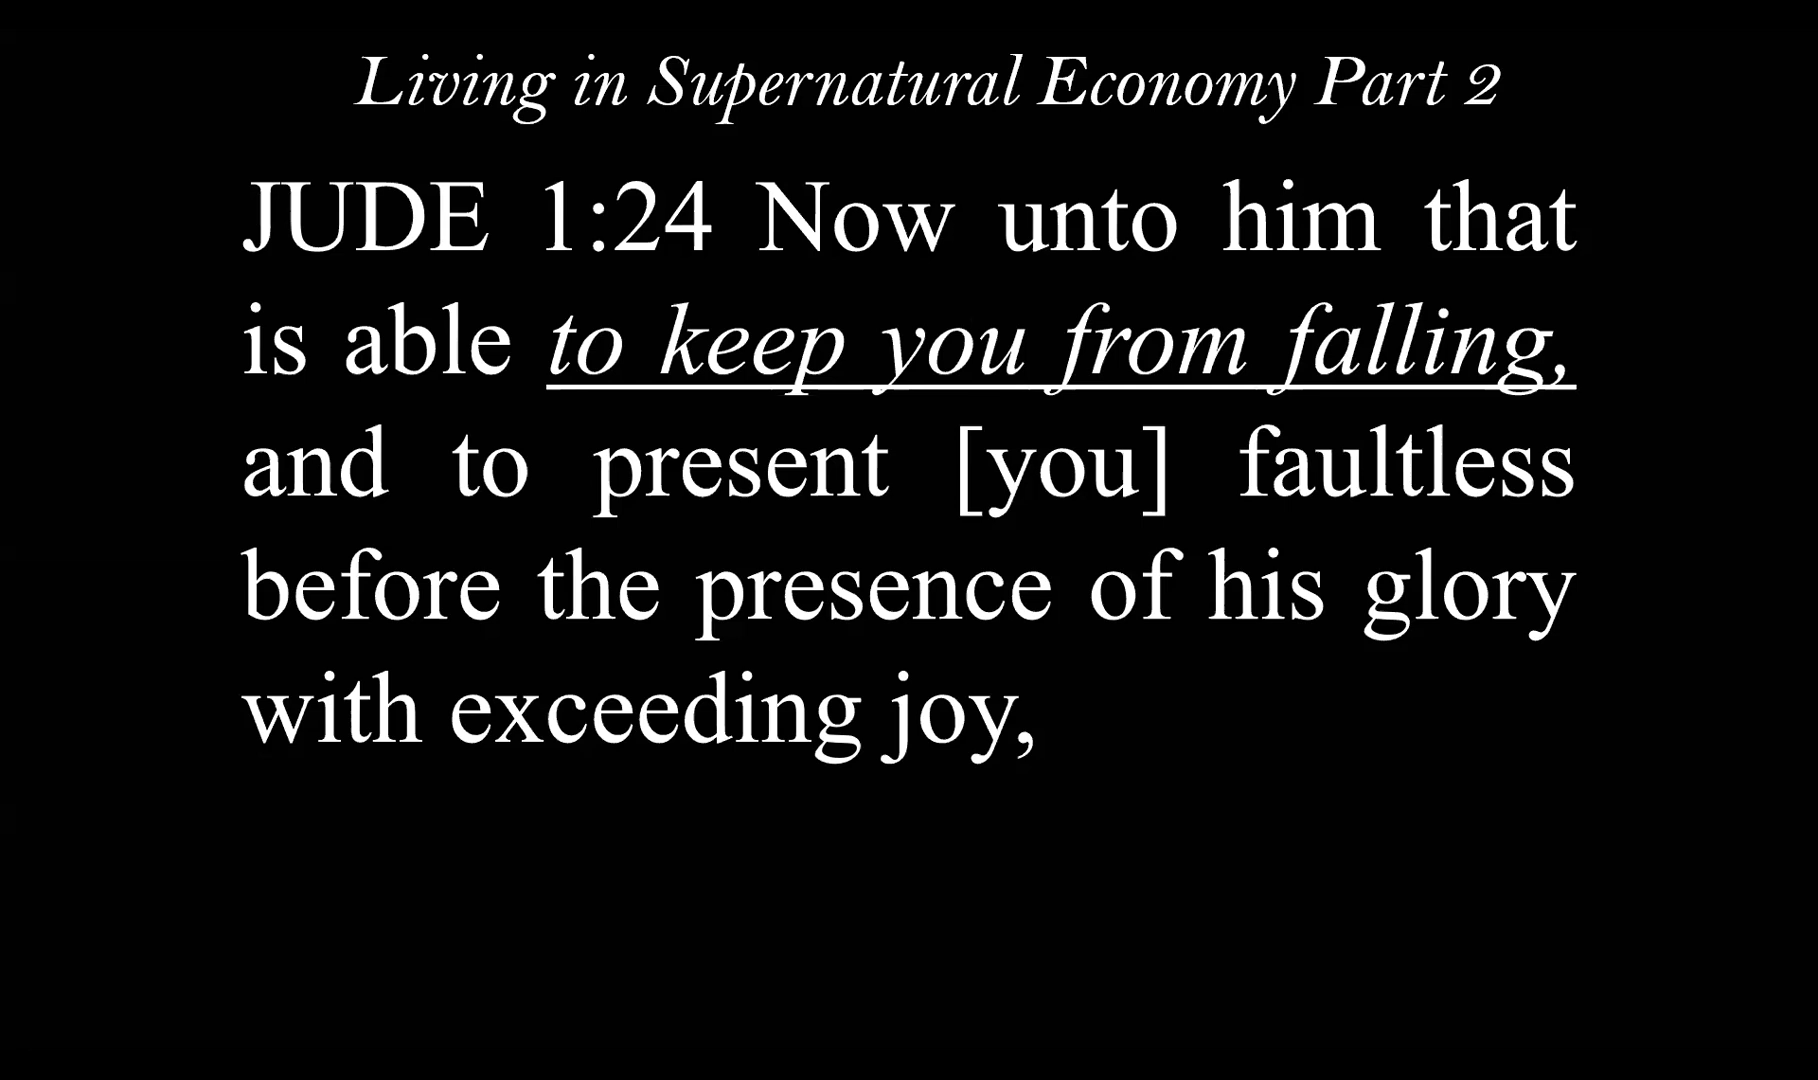 Living in Supernatural Economy Part 2
JUDE 1:24 Now unto him that
is able to keep you from falling,
and to present [you] faultless
before the presence of his glory
with exceeding joy,